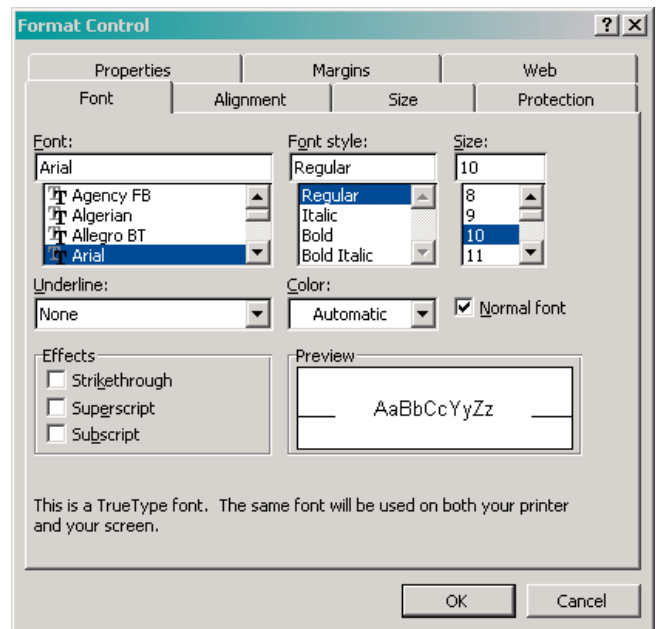 Format Control
Properties Margins Web
Font Alignment Size Protection
Font: Font style: Size:
Arial Regular 10
Agency FB Regular 8
Algerian Italic 9
Allegro BT Bold 10
Arial Bold Italic 11
Underline: Color:
None Automatic Normal font
Effects Preview
Strikethrough
Superscript AaBbCcYyZz
Subscript
This is a TrueType font. The same font will be used on both your printer
and your screen.
OK Cancel